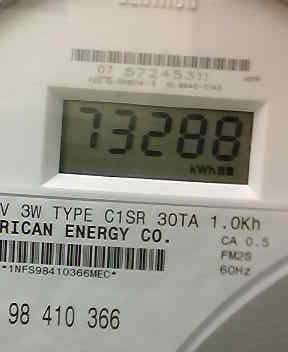 07 57245311
73288
kWh
V 3W TYPE C1SR 30TA 1.0Kh
RICAN ENERGY CO.
CA 0.5
FM2S
*1NFS98410366MEC*
60Hz
98 410 366